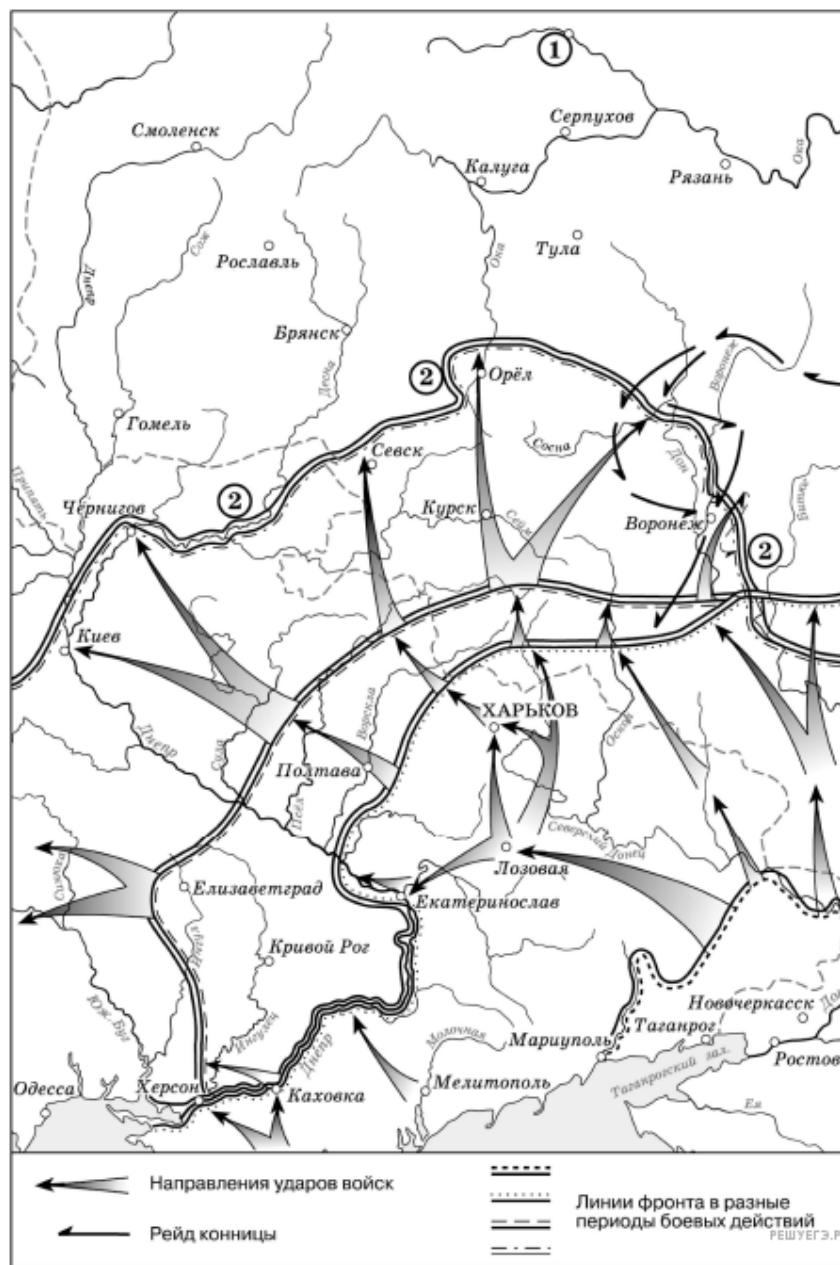 1
Серпухов
Смоленск
Калуга
Рязань
Ока
Сож
Ока
Тула
Рославль
Днепр
Брянск
Воронеж
2
Орёл
Десна
Гомель
Сосна
Дон
Севск
Припять
2
Курск
Сейм
Воронеж
Чернигов
2
Киев
ХАРЬКОВ
Днепр
Сула
Ворскла
Оскол
Полтава
Псёл
Северский Донец
Лозовая
Синюха
Елизаветград
Екатеринослав
Ингул
Кривой Рог
Новочеркасск
Юж. Буг
Ингулец
Днепр
Молочная
Мариуполь
Таганрог
Дон
Ростов
Одесса
Херсон
Каховка
Мелитополь
Таганрогский зал.
Ея
Направления ударов войск
Рейд конницы
Линии фронта в разные
периоды боевых действий
РЕШУЕГЭ.Р